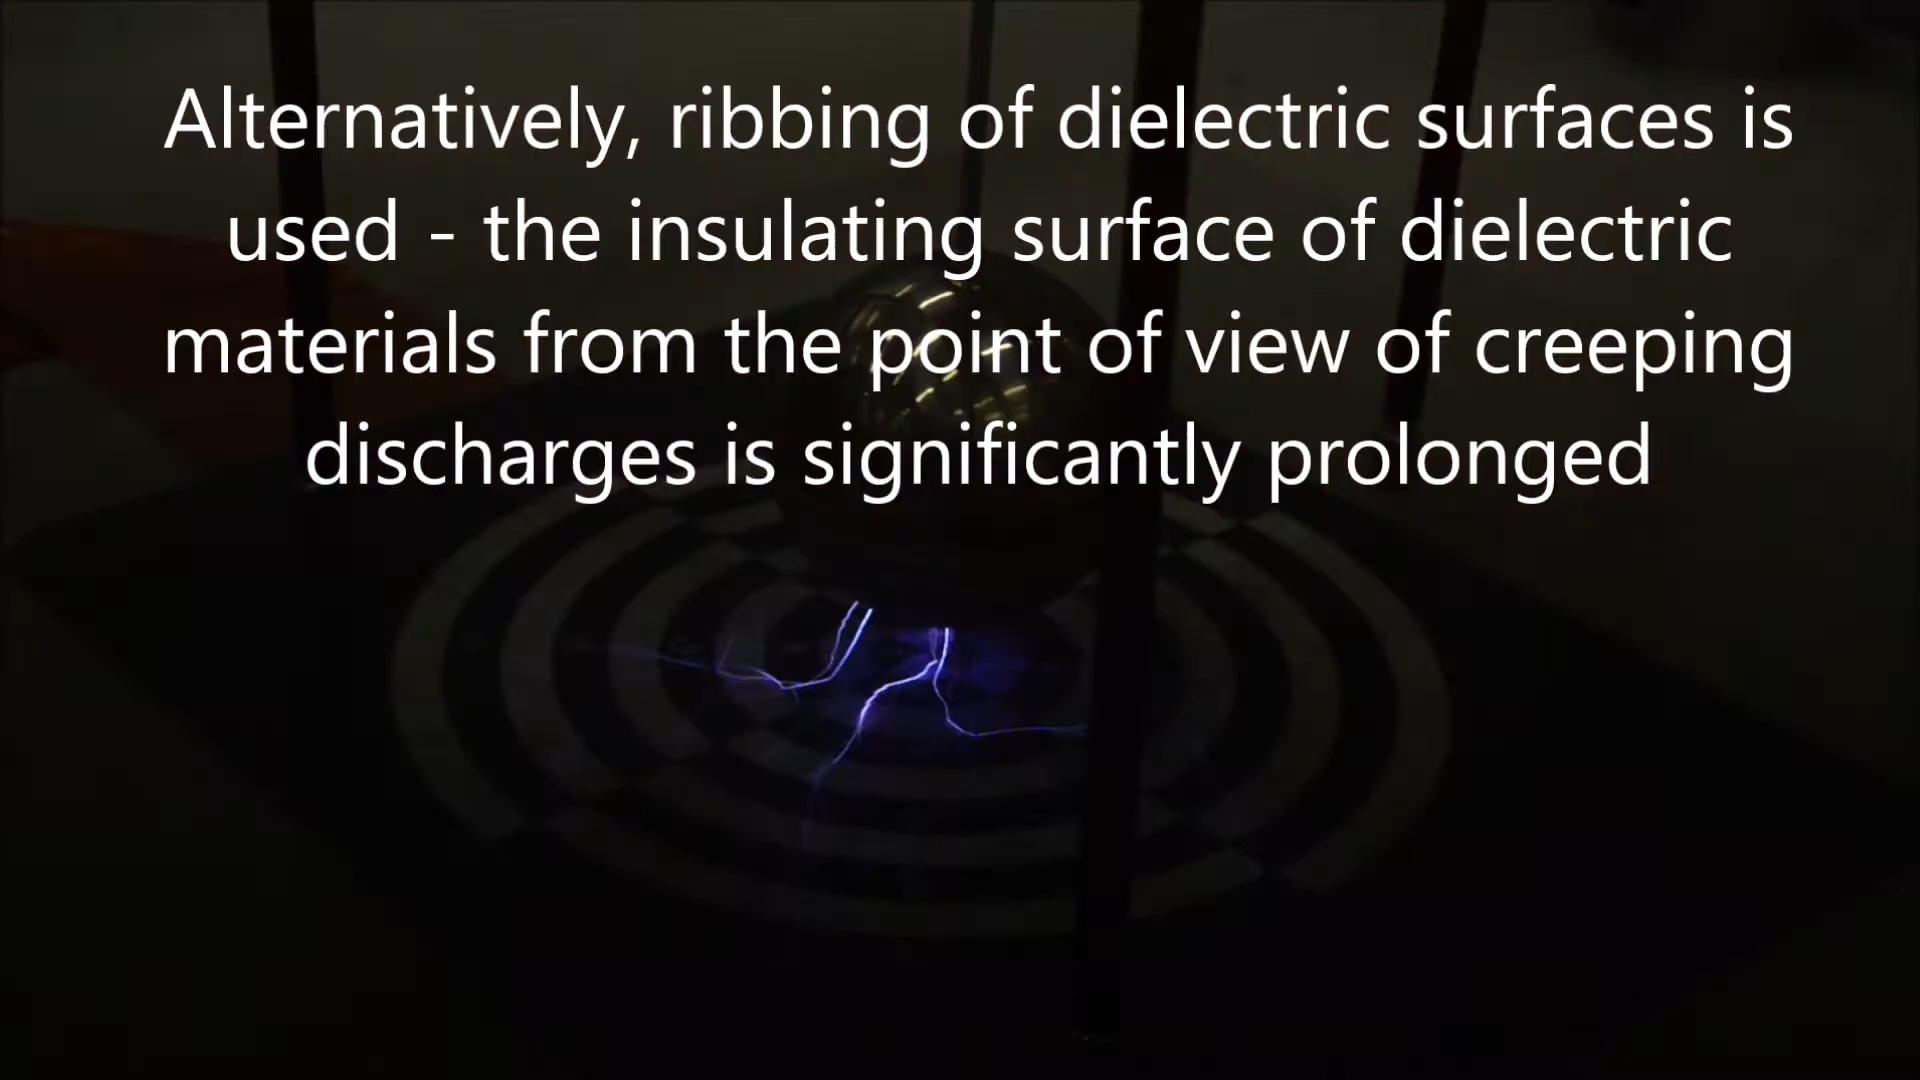 Alternatively, ribbing of dielectric surfaces is
used - the insulating surface of dielectric
materials from the point of view of creeping
discharges is significantly prolonged